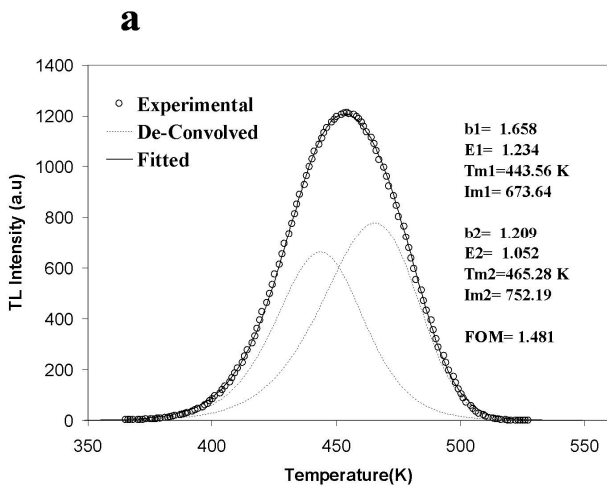 a
1400
1200
1000
800
600
400
200
0
TL Intensity (a.u)
Experimental
De-Convolved
Fitted
b1= 1.658
E1= 1.234
Tm1=443.56 K
Im1= 673.64
b2= 1.209
E2= 1.052
Tm2=465.28 K
Im2= 752.19
FOM= 1.481
350 400 450 500 550
Temperature(K)